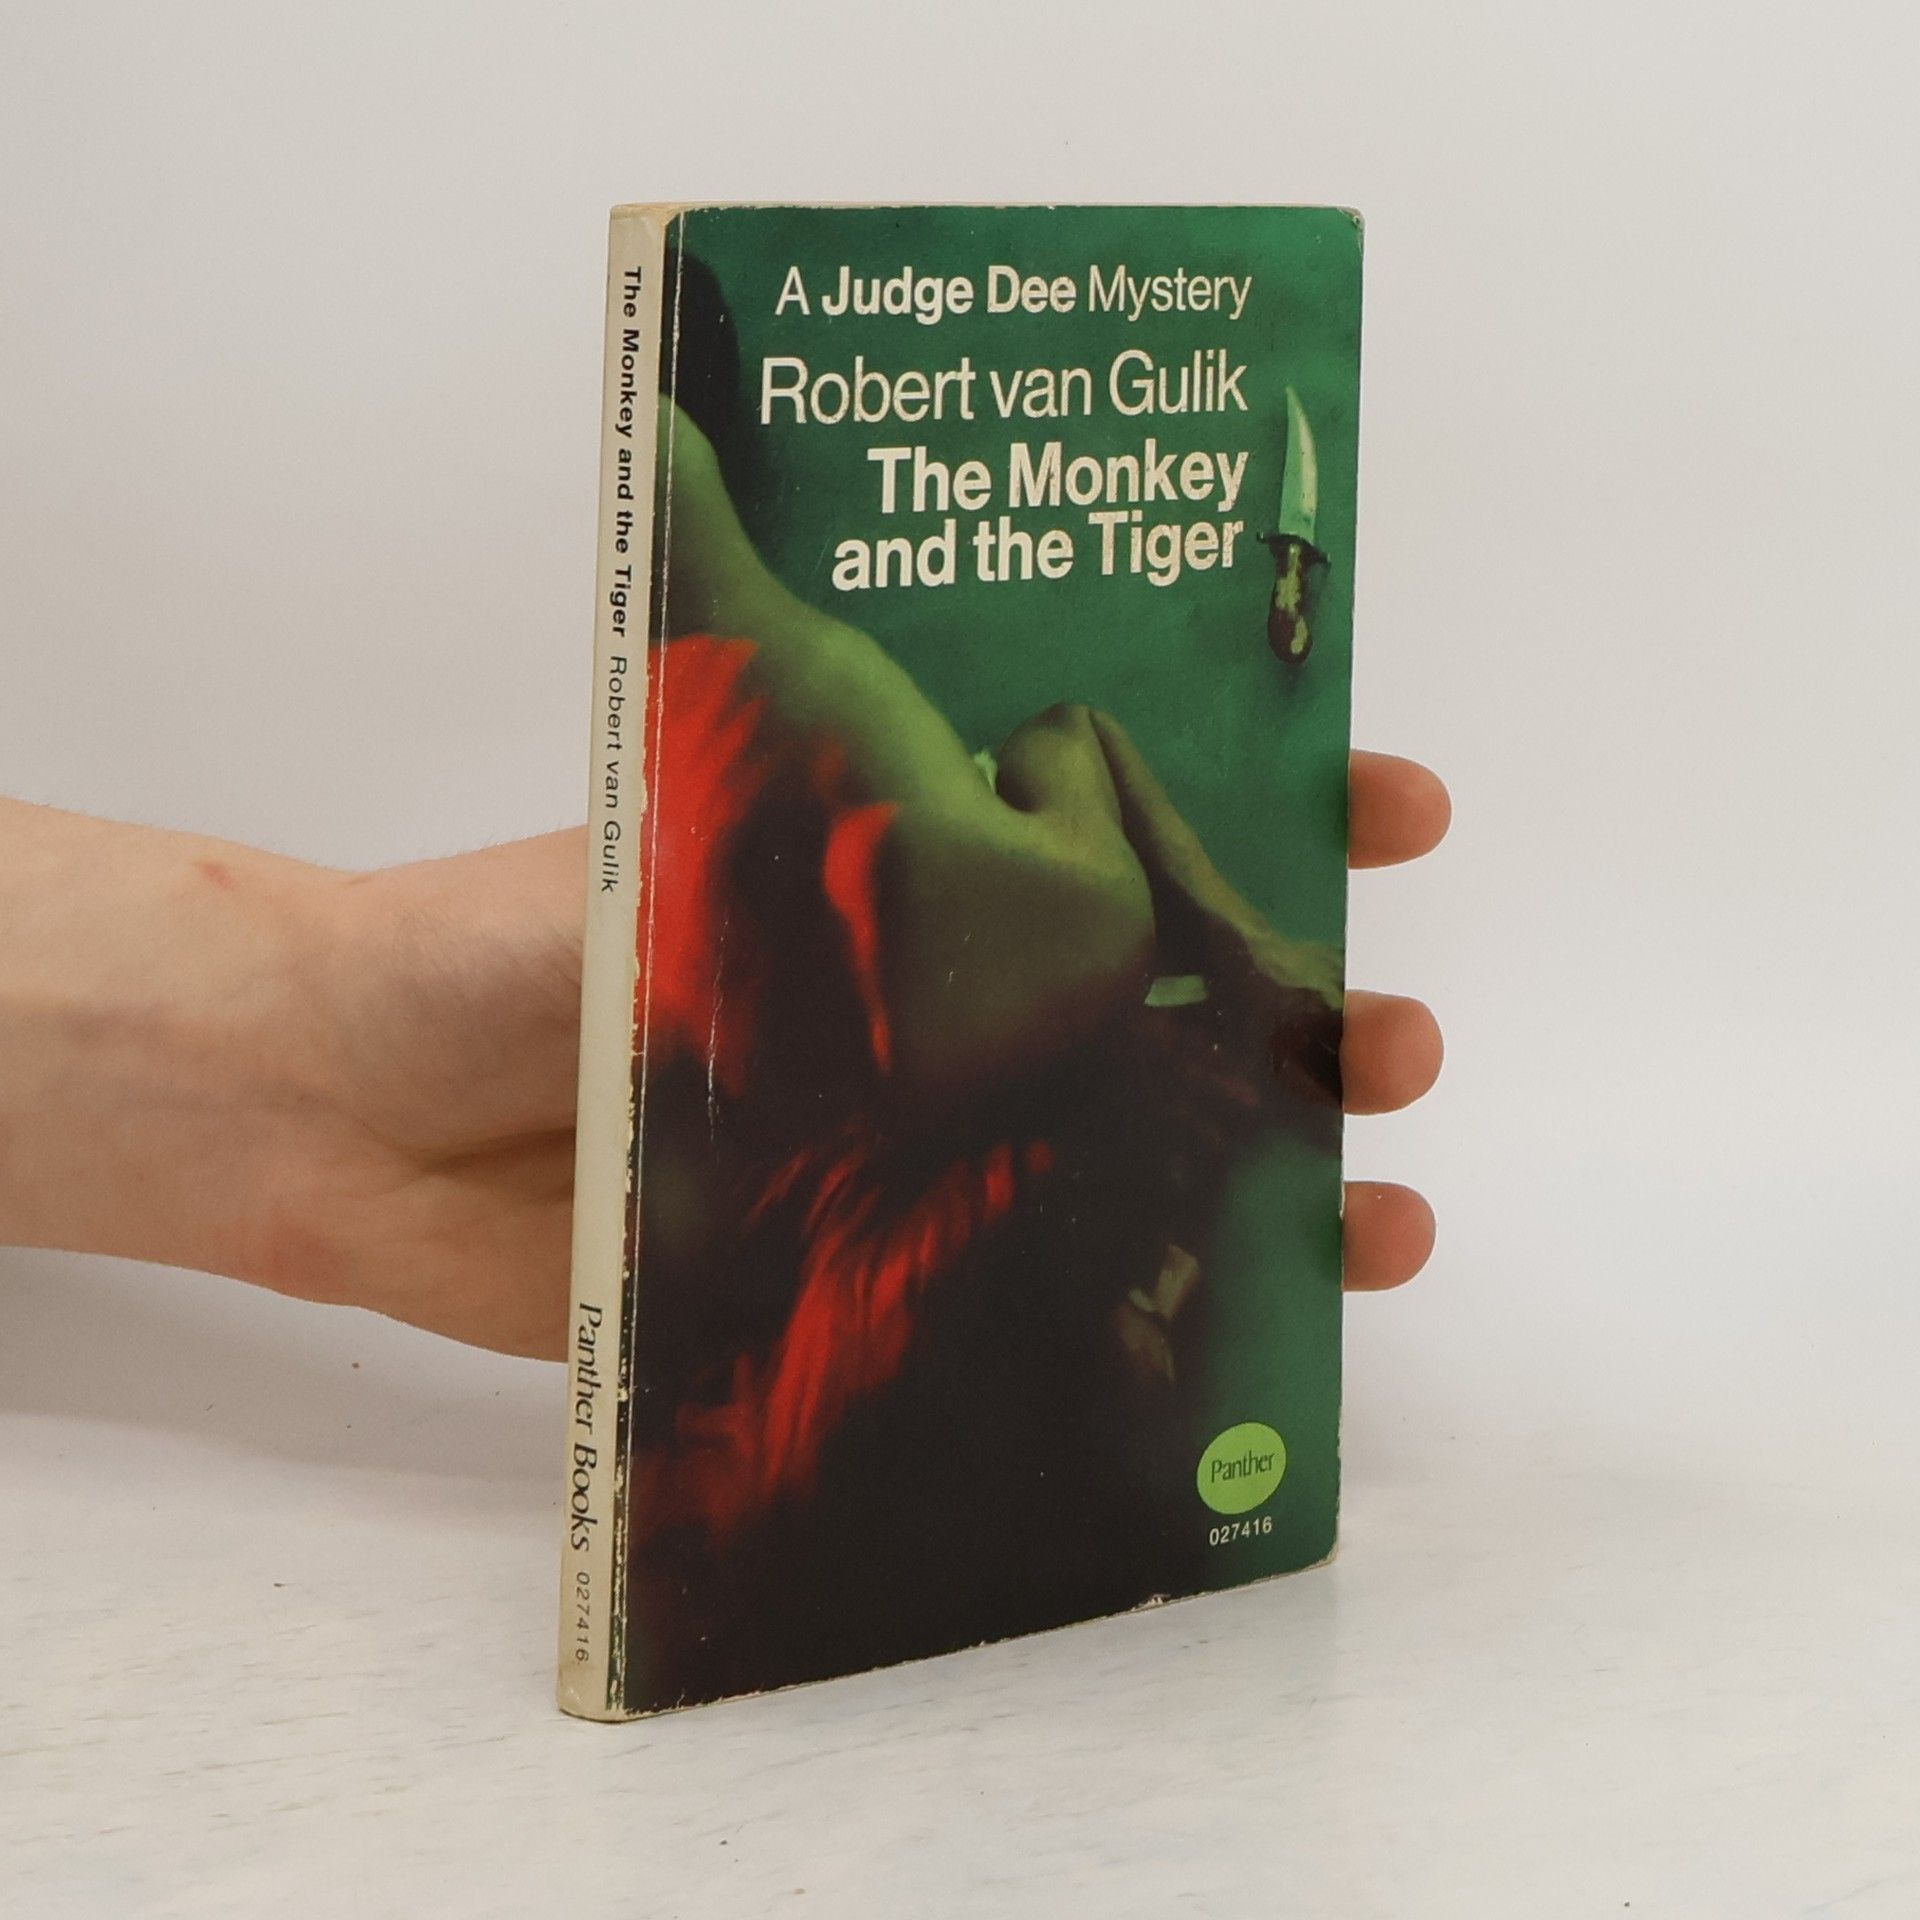 The Monkey and the Tiger Robert van Gulik Panther Books 027416
A Judge Dee Mystery
Robert van Gulik
The Monkey
and the Tiger
Panther
027416